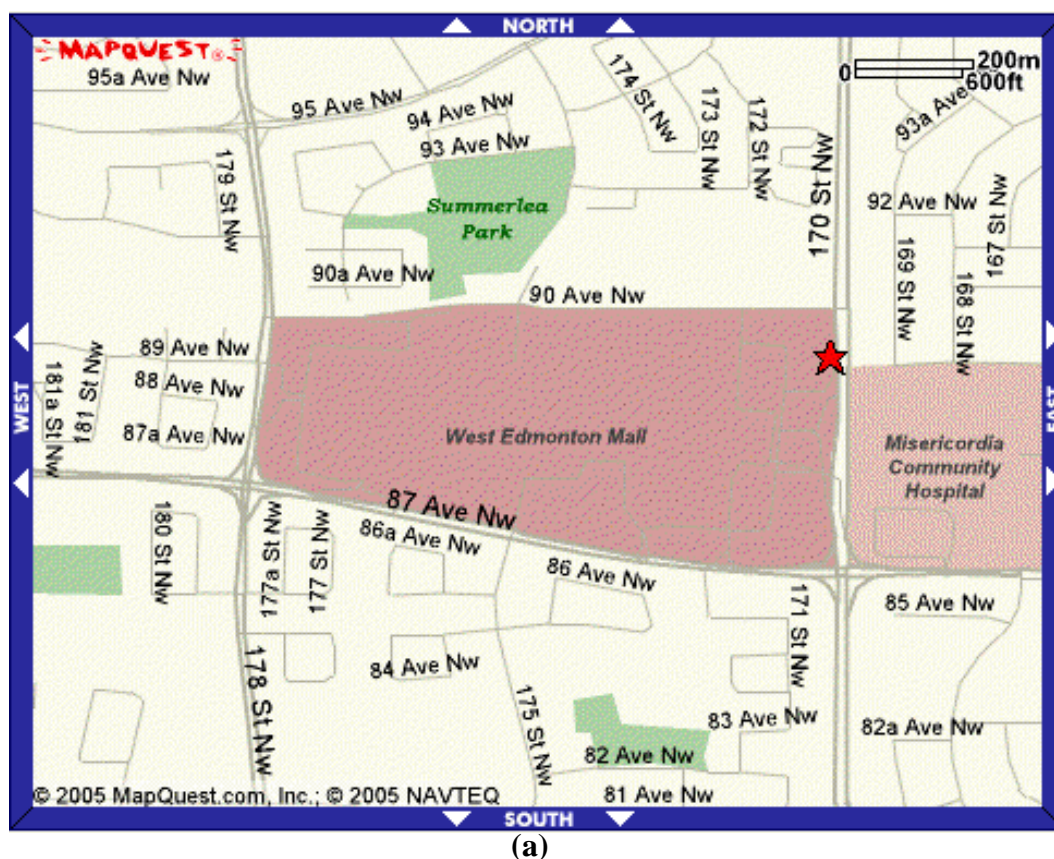 NORTH
MAPQUEST®
0 200m
600ft
95a Ave Nw
95 Ave Nw
94 Ave Nw
93 Ave Nw
174 St Nw
173 St Nw
172 St Nw
170 St Nw
93a Ave
179 St Nw
Summerlea
Park
92 Ave Nw
167 St Nw
169 St Nw
168 St Nw
90a Ave Nw
90 Ave Nw
89 Ave Nw
88 Ave Nw
87a Ave Nw
181 St Nw
181a St Nw
WEST
EAST
West Edmonton Mall
Misericordia
Community
Hospital
87 Ave Nw
86a Ave Nw
86 Ave Nw
180 St Nw
177a St Nw
177 St Nw
171 St Nw
85 Ave Nw
84 Ave Nw
178 St Nw
175 St Nw
83 Ave Nw
82a Ave Nw
82 Ave Nw
81 Ave Nw
© 2005 MapQuest.com, Inc.; © 2005 NAVTEQ
SOUTH
(a)